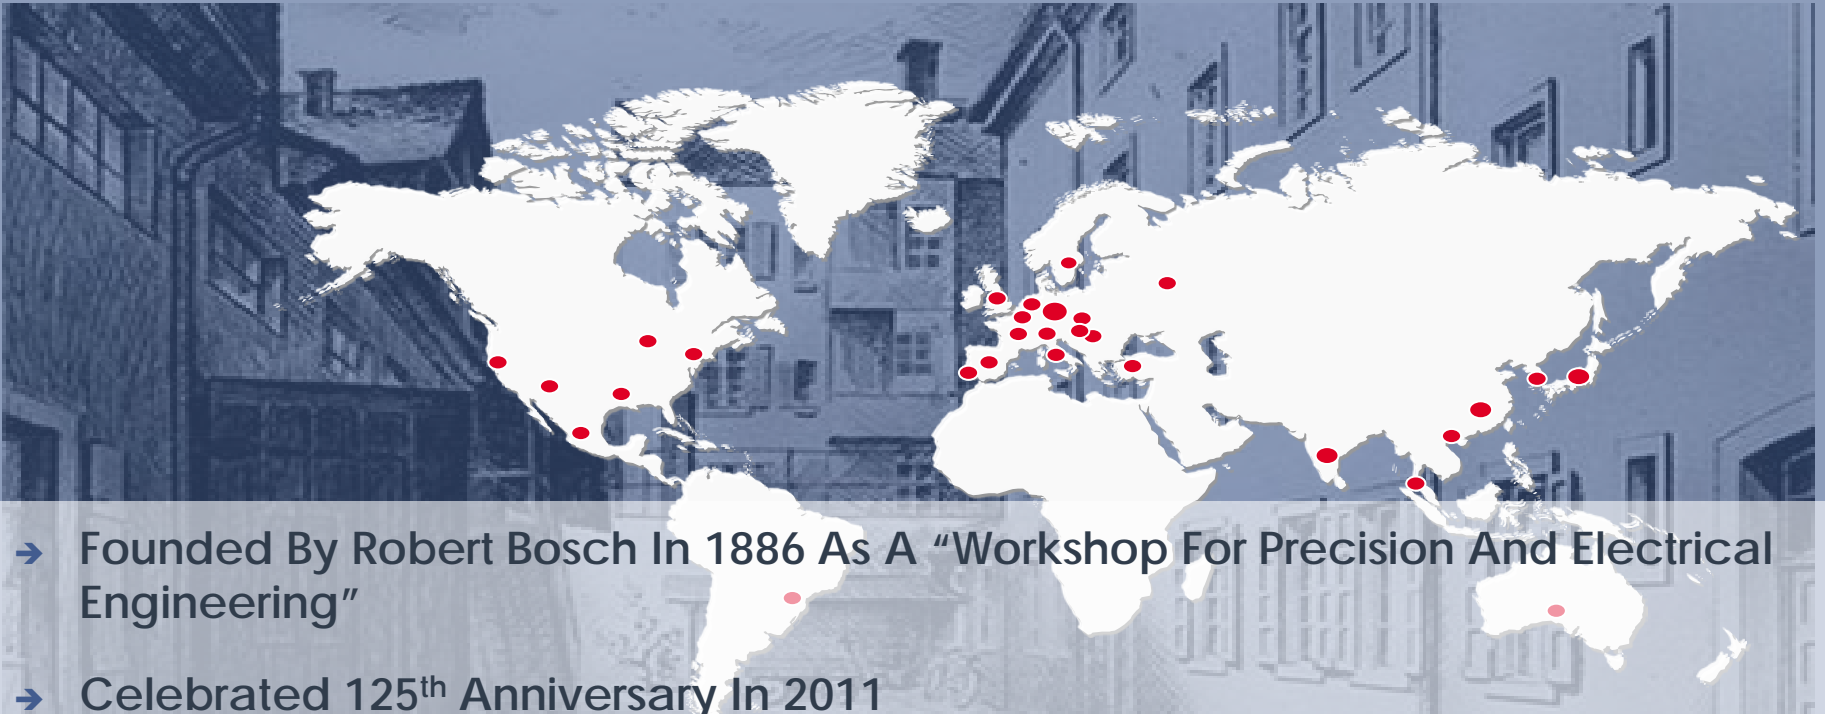 → Founded By Robert Bosch In 1886 As A “Workshop For Precision And Electrical
Engineering”
→ Celebrated 125th Anniversary In 2011